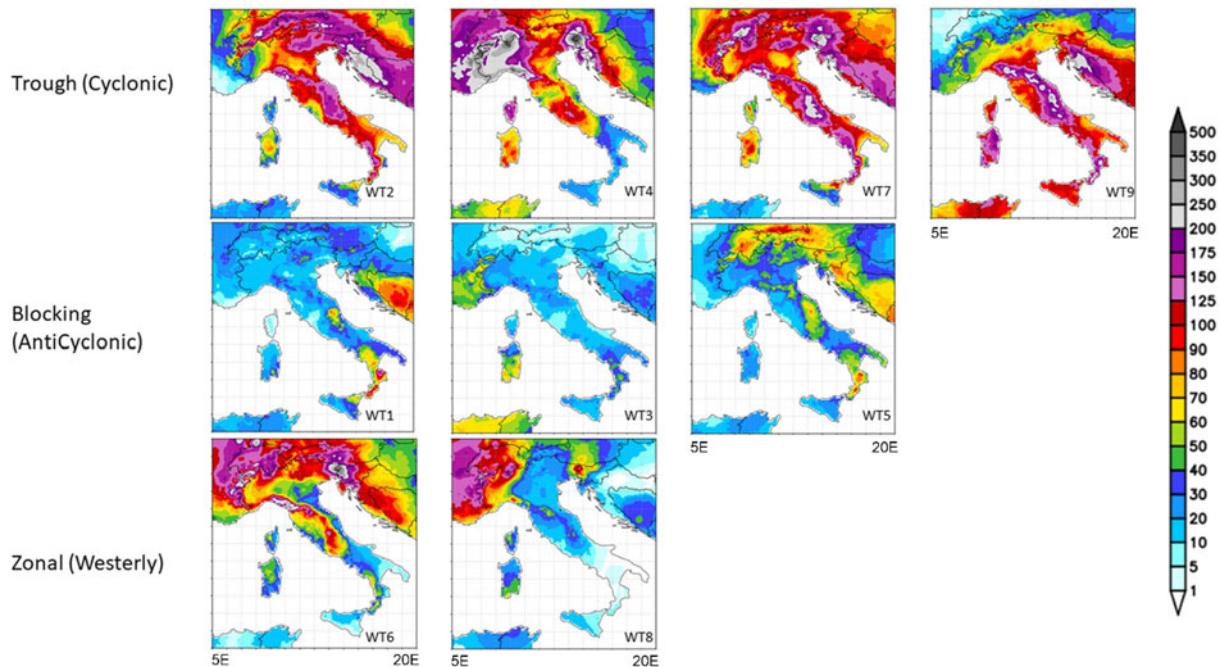 Trough (Cyclonic)
WT2
WT4
WT7
WT9
5E
20E
Blocking
(AntiCyclonic)
WT1
WT3
WT5
5E
20E
Zonal (Westerly)
WT6
WT8
5E
20E
5E
20E
500
350
300
250
200
175
150
125
100
90
80
70
60
50
40
30
20
10
5
1